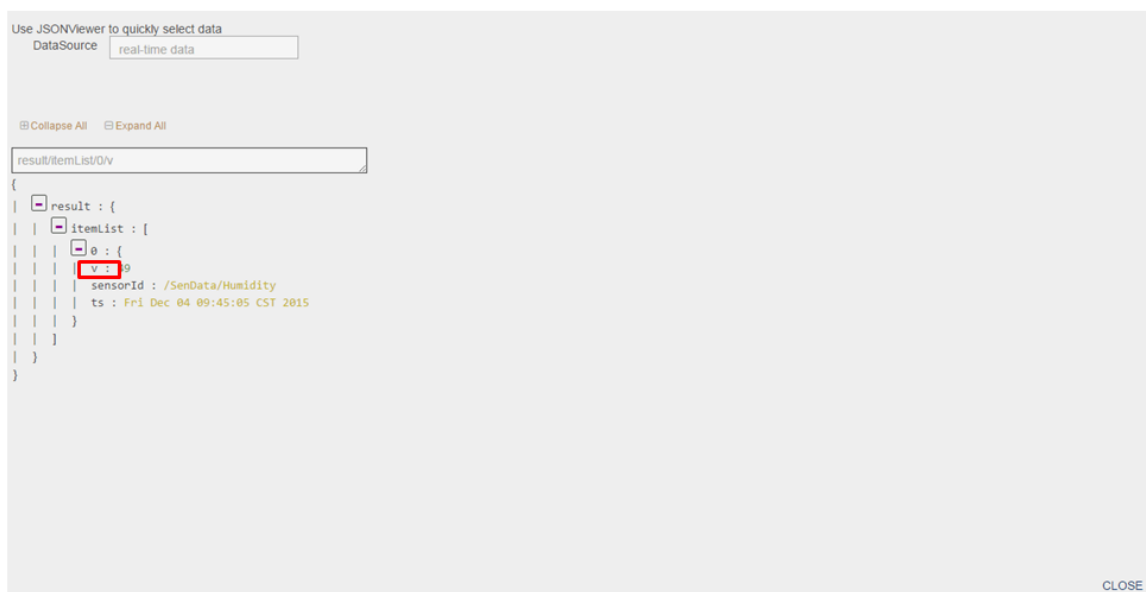 Use JSONViewer to quickly select data
DataSource real-time data
Collapse All Expand All
result/itemList/0/v
{
result : {
itemList : [
0 : {
v :
sensorId : /SenData/Humidity
ts : Fri Dec 04 09:45:05 CST 2015
}
]
}
}
CLOSE